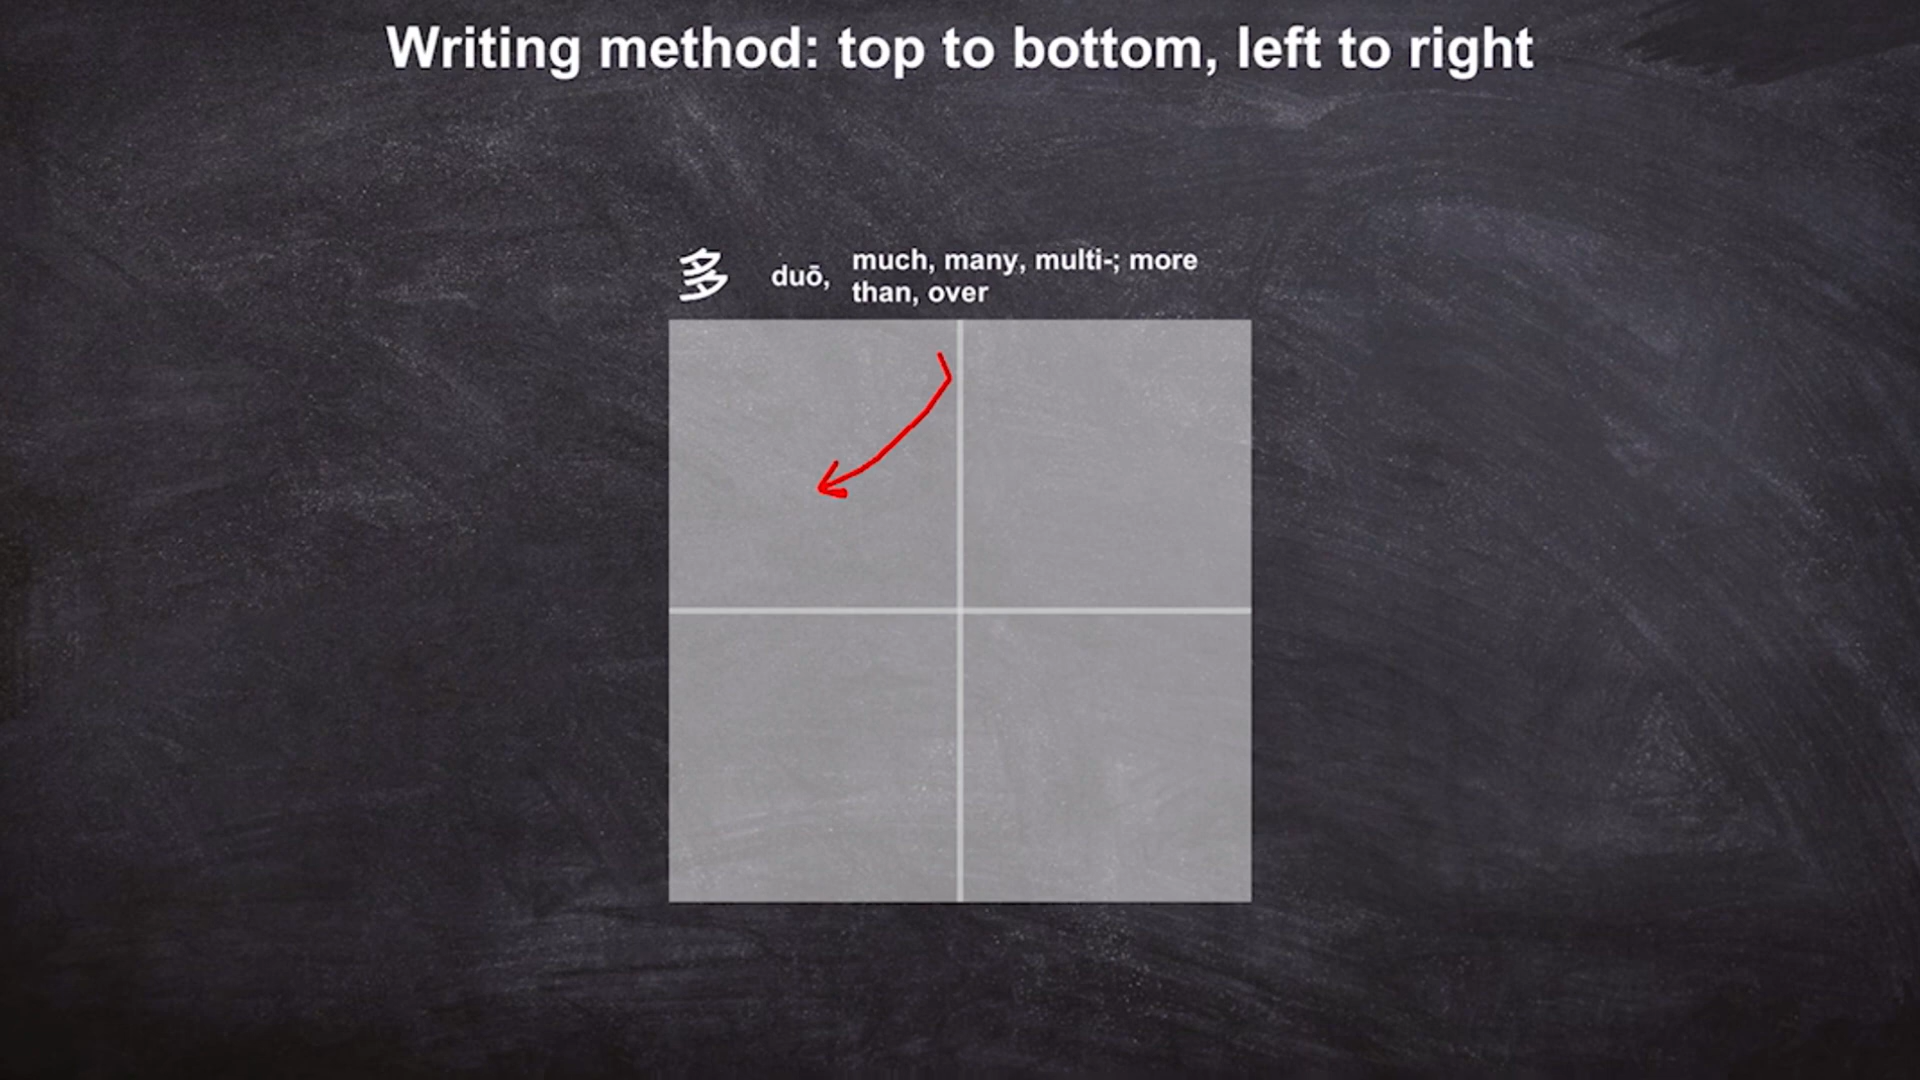 Writing method: top to bottom, left to right
多 duō, much, many, multi-; more
than, over